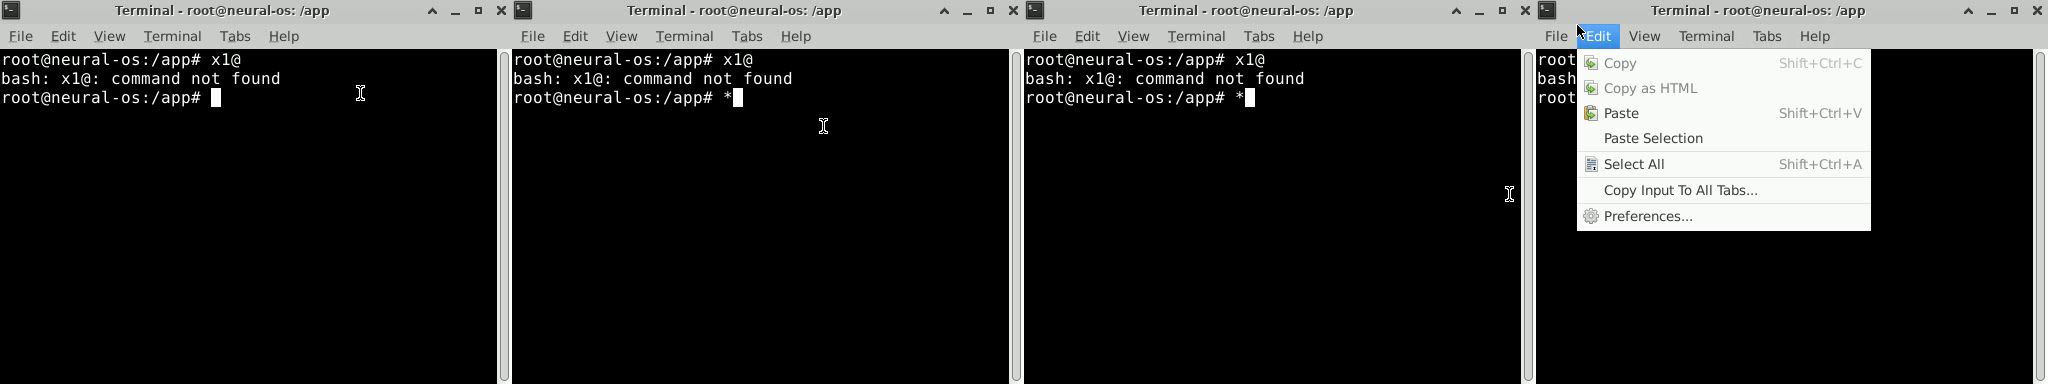 Terminal - root@neural-os: /app
File Edit View Terminal Tabs Help
root@neural-os:/app# x1@
bash: x1@: command not found
root@neural-os:/app#
Terminal - root@neural-os: /app
File Edit View Terminal Tabs Help
root@neural-os:/app# x1@
bash: x1@: command not found
root@neural-os:/app# *
Terminal - root@neural-os: /app
File Edit View Terminal Tabs Help
root@neural-os:/app# x1@
bash: x1@: command not found
root@neural-os:/app# *
Terminal - root@neural-os: /app
File Edit View Terminal Tabs Help
root
bash
root
Copy Shift+Ctrl+C
Copy as HTML
Paste Shift+Ctrl+V
Paste Selection
Select All Shift+Ctrl+A
Copy Input To All Tabs...
Preferences...